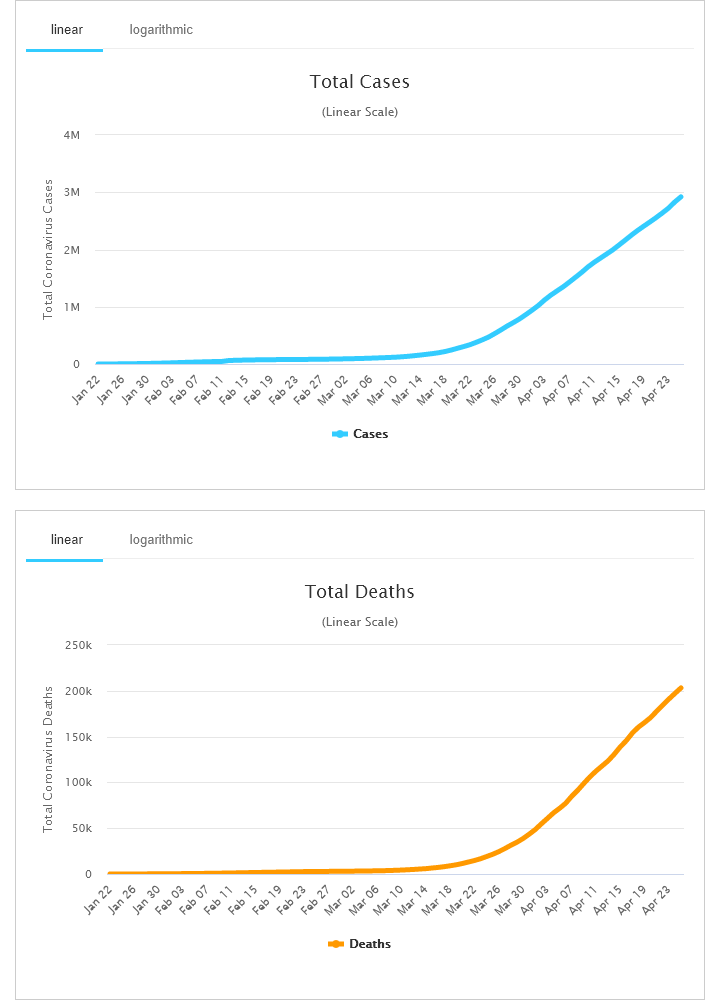 linear logarithmic
Total Cases
(Linear Scale)
Total Coronavirus Cases
4M
3M
2M
1M
0
Jan 22 Jan 26 Jan 30 Feb 03 Feb 07 Feb 11 Feb 15 Feb 19 Feb 23 Feb 27 Mar 02 Mar 06 Mar 10 Mar 14 Mar 18 Mar 22 Mar 26 Mar 30 Apr 03 Apr 07 Apr 11 Apr 15 Apr 19 Apr 23
Cases
linear logarithmic
Total Deaths
(Linear Scale)
Total Coronavirus Deaths
250k
200k
150k
100k
50k
0
Jan 22 Jan 26 Jan 30 Feb 03 Feb 07 Feb 11 Feb 15 Feb 19 Feb 23 Feb 27 Mar 02 Mar 06 Mar 10 Mar 14 Mar 18 Mar 22 Mar 26 Mar 30 Apr 03 Apr 07 Apr 11 Apr 15 Apr 19 Apr 23
Deaths